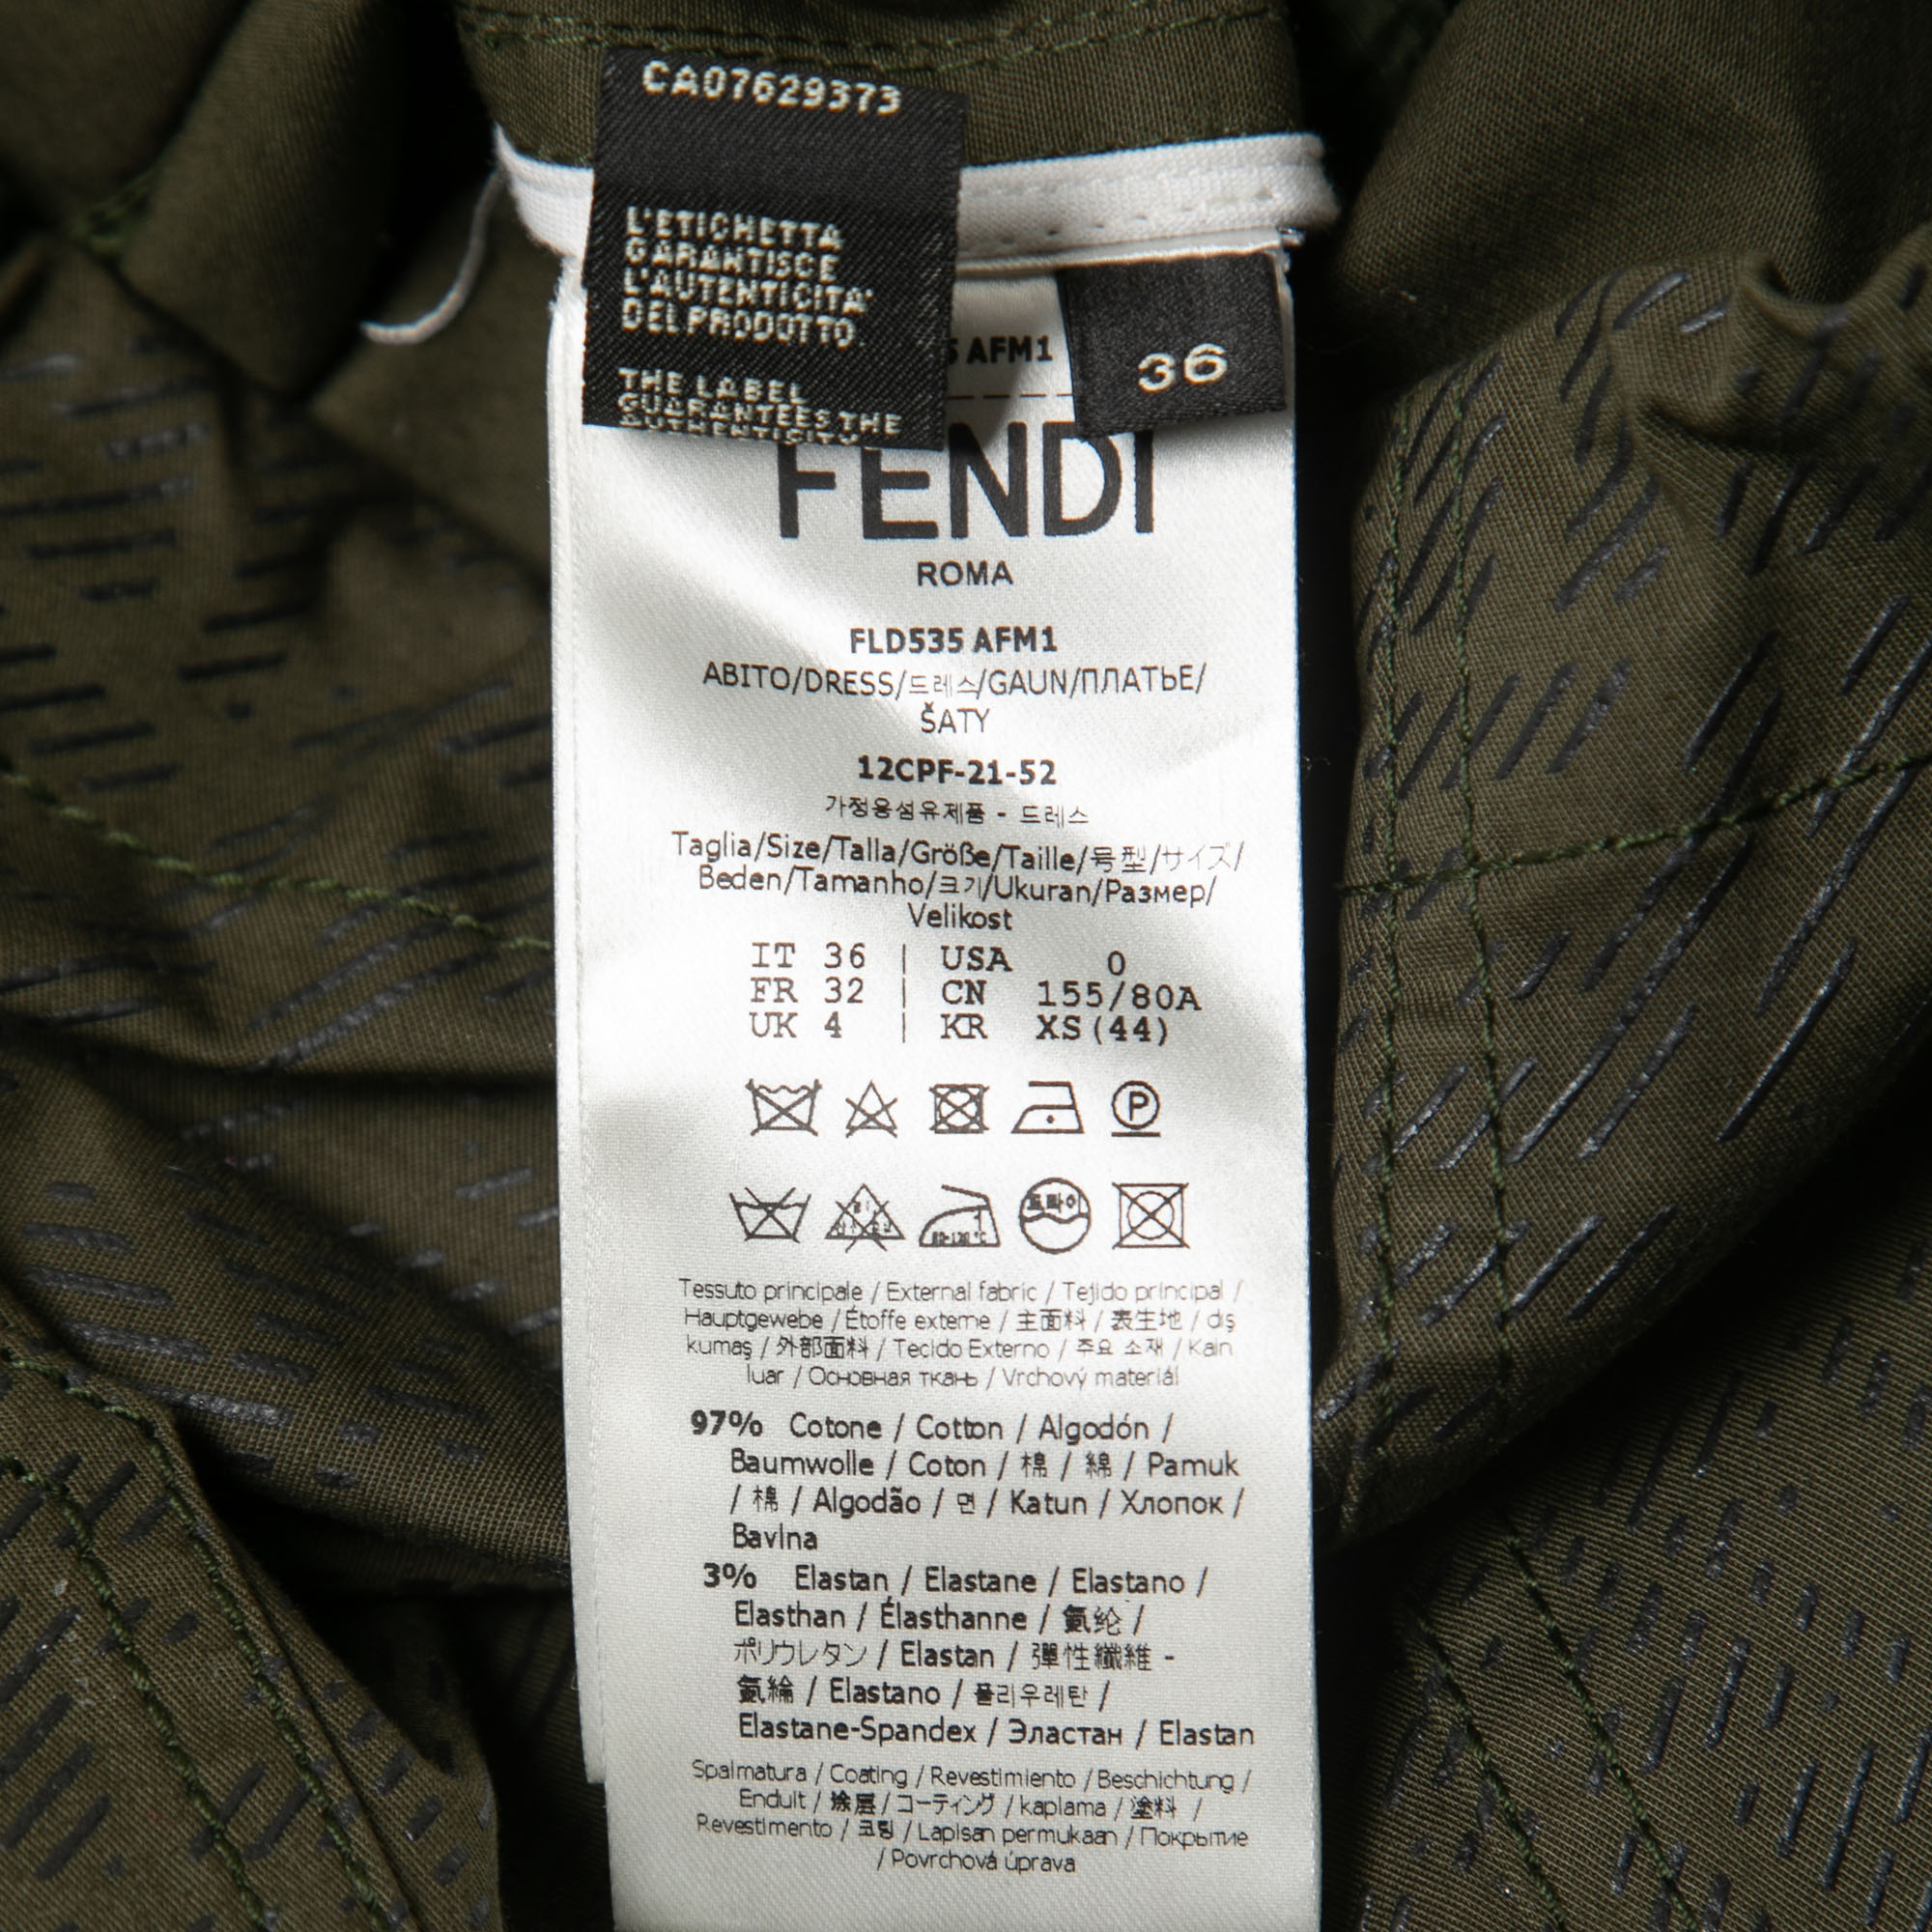 CA07629373
L'ETICHETTA
GARANTISCE
L'AUTENTICITA'
DEL PRODOTTO.
THE LABEL
GUARANTEES THE
AUTHENTICITY
AFM1
36
FENDI
ROMA
FLD535 AFM1
ABITO/DRESS/드레스/GAUN/ПЛАТЬЕ/
ŠATY
12CPF-21-52
가정용섬유제품 - 드레스
Taglia/Size/Talla/Größe/Taille/号型/サイズ/
Beden/Tamanho/크기/Ukuran/Размер/
Velikost
IT 36 | USA 0
FR 32 | CN 155/80A
UK 4 | KR XS(44)
P
드라이
Tessuto principale / External fabric / Tejido principal /
Hauptgewebe / Étoffe externe / 主面料 / 表生地 / dış
kumaş / 外部面料 / Tecido Externo / 주요 소재 / Kain
luar / Основная ткань / Vrchový materiál
97% Cotone / Cotton / Algodón /
Baumwolle / Coton / 棉 / 綿 / Pamuk
/ 棉 / Algodão / 면 / Katun / Хлопок /
Bavlna
3% Elastan / Elastane / Elastano /
Elasthan / Élasthanne / 氨纶 /
ポリウレタン / Elastan / 彈性纖維 -
氨綸 / Elastano / 폴리우레탄 /
Elastane-Spandex / Эластан / Elastan
Spalmatura / Coating / Revestimiento / Beschichtung /
Enduit / 涂层 / コーティング / kaplama / 塗料 /
Revestimento / 코팅 / Lapisan permukaan / Покрытие
/ Povrchová úprava